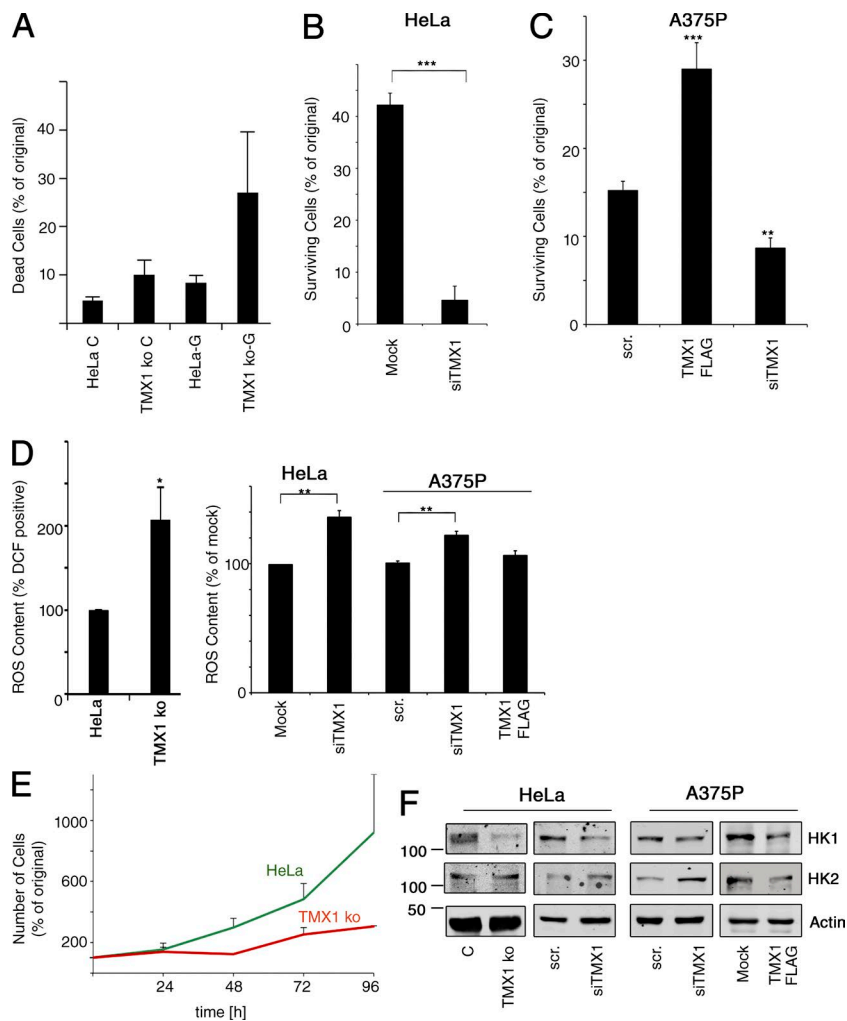 A
Dead Cells (% of original)
40
30
20
10
HeLa C
TMX1 ko C
HeLa-G
TMX1 ko-G
B
HeLa
Surviving Cells (% of original)
40
30
20
10
0
***
Mock
siTMX1
C
A375P
Surviving Cells (% of original)
30
20
10
0
***
**
scr.
TMX1
FLAG
siTMX1
D
ROS Content (% DCF positive)
200
100
0
*
HeLa
TMX1 ko
ROS Content (% of mock)
100
0
HeLa
**
A375P
**
Mock
siTMX1
scr.
siTMX1
TMX1
FLAG
E
Number of Cells
(% of original)
1000
600
200
HeLa
TMX1 ko
24
48
72
96
time [h]
F
HeLa
A375P
100
100
50
HK1
HK2
Actin
C
TMX1 ko
scr.
siTMX1
scr.
siTMX1
Mock
TMX1
FLAG